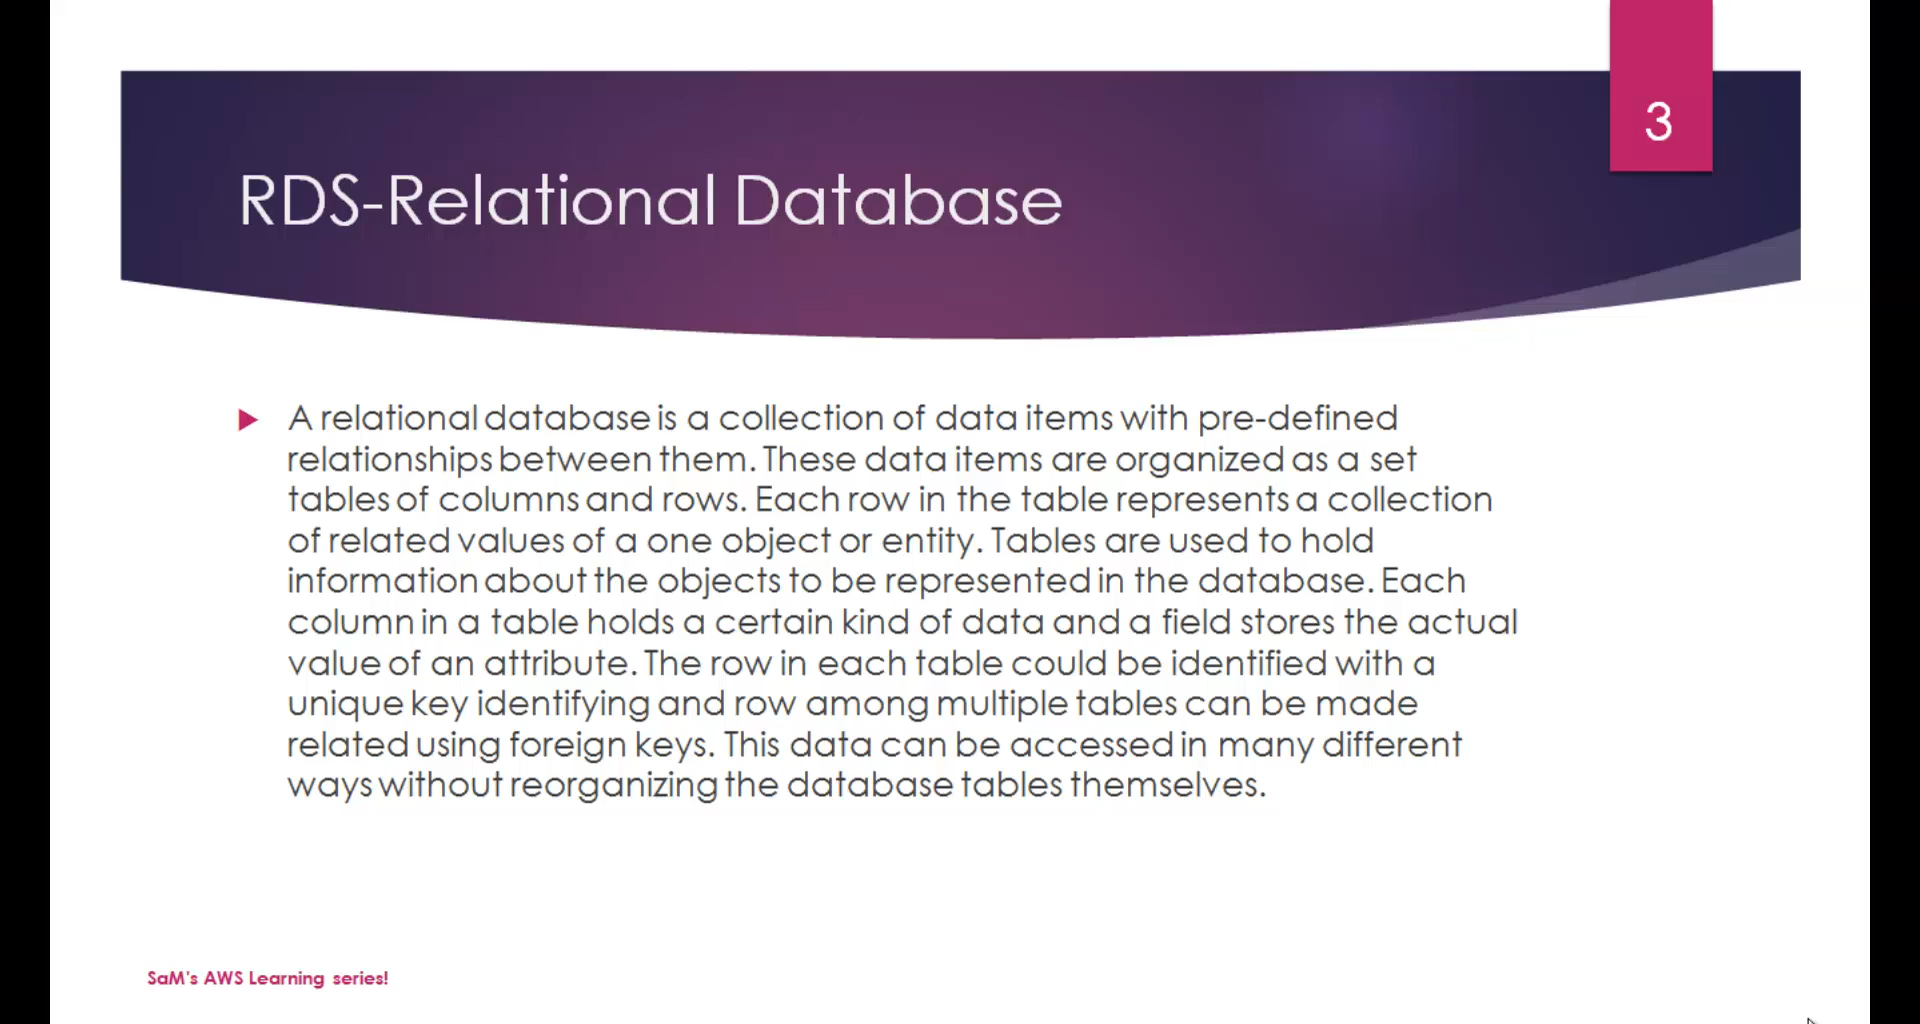 3
RDS-Relational Database
A relational database is a collection of data items with pre-defined
relationships between them. These data items are organized as a set
tables of columns and rows. Each row in the table represents a collection
of related values of a one object or entity. Tables are used to hold
information about the objects to be represented in the database. Each
column in a table holds a certain kind of data and a field stores the actual
value of an attribute. The row in each table could be identified with a
unique key identifying and row among multiple tables can be made
related using foreign keys. This data can be accessed in many different
ways without reorganizing the database tables themselves.
SaM's AWS Learning series!